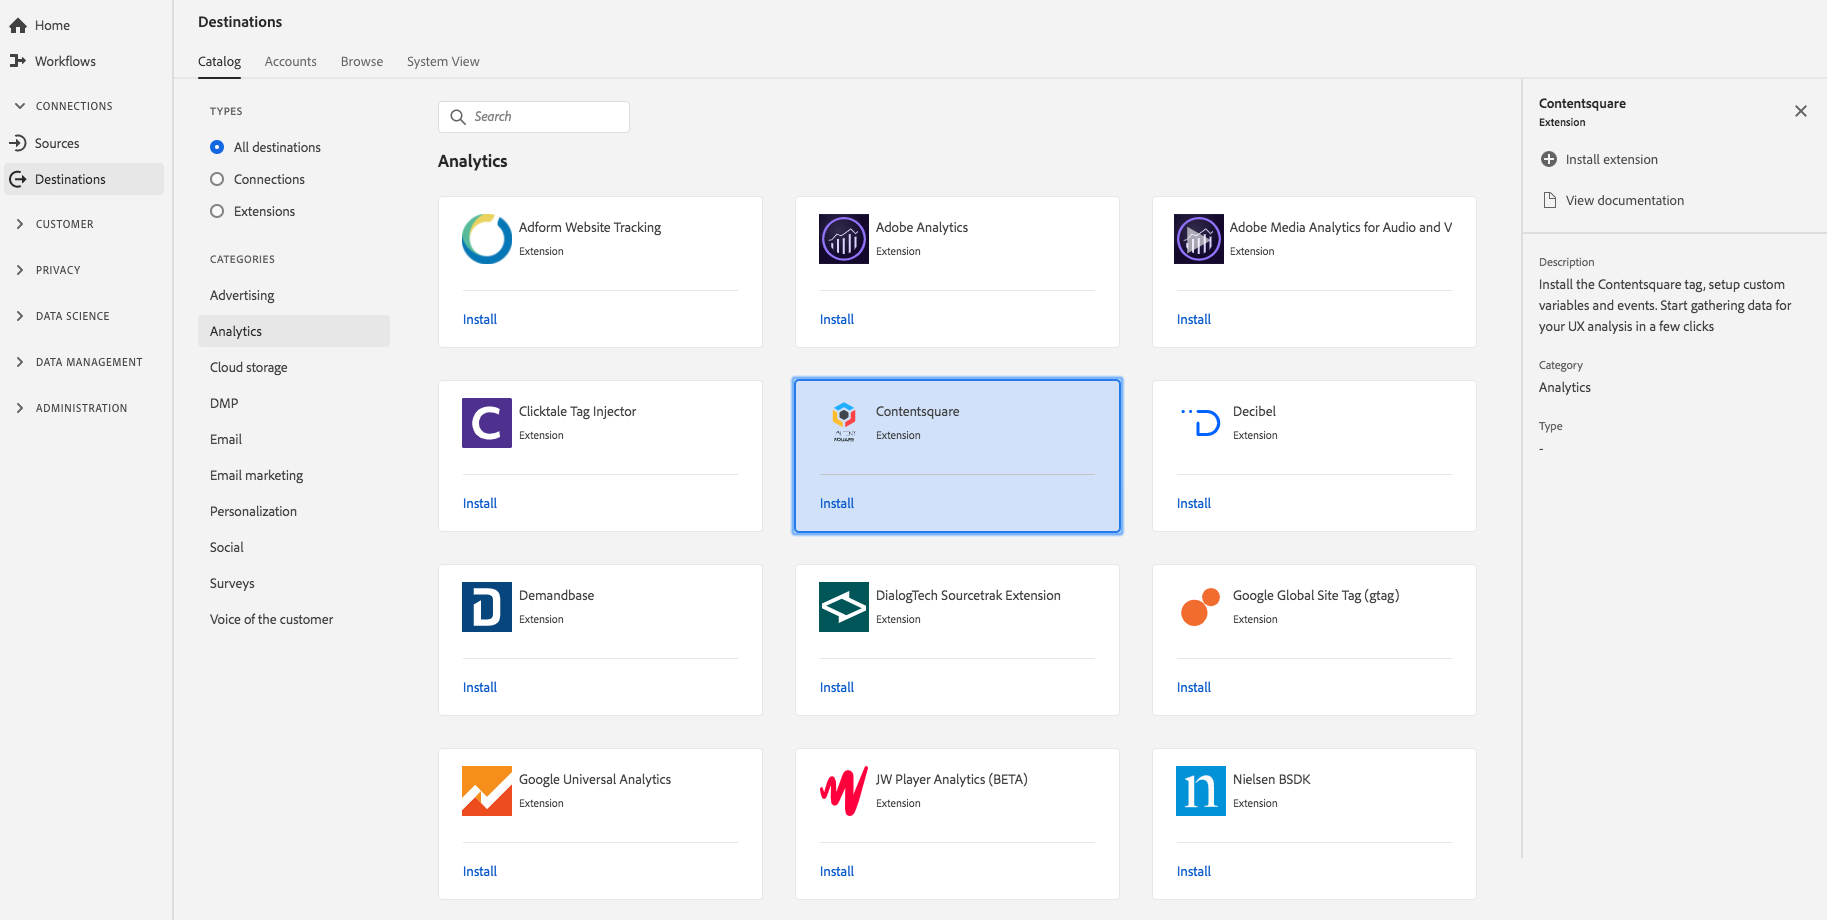 Home
Workflows
CONNECTIONS
Sources
Destinations
CUSTOMER
PRIVACY
DATA SCIENCE
DATA MANAGEMENT
ADMINISTRATION
Destinations
Catalog Accounts Browse System View
TYPES
All destinations
Connections
Extensions
CATEGORIES
Advertising
Analytics
Cloud storage
DMP
Email
Email marketing
Personalization
Social
Surveys
Voice of the customer
Search
Analytics
Adform Website Tracking
Extension
Install
Adobe Analytics
Extension
Install
Adobe Media Analytics for Audio and V
Extension
Install
Clicktale Tag Injector
Extension
Install
Contentsquare
Extension
Install
Decibel
Extension
Install
Demandbase
Extension
Install
DialogTech Sourcetrak Extension
Extension
Install
Google Global Site Tag (gtag)
Extension
Install
Google Universal Analytics
Extension
Install
JW Player Analytics (BETA)
Extension
Install
Nielsen BSDK
Extension
Install
Contentsquare
Extension
Install extension
View documentation
Description
Install the Contentsquare tag, setup custom
variables and events. Start gathering data for
your UX analysis in a few clicks
Category
Analytics
Type
-